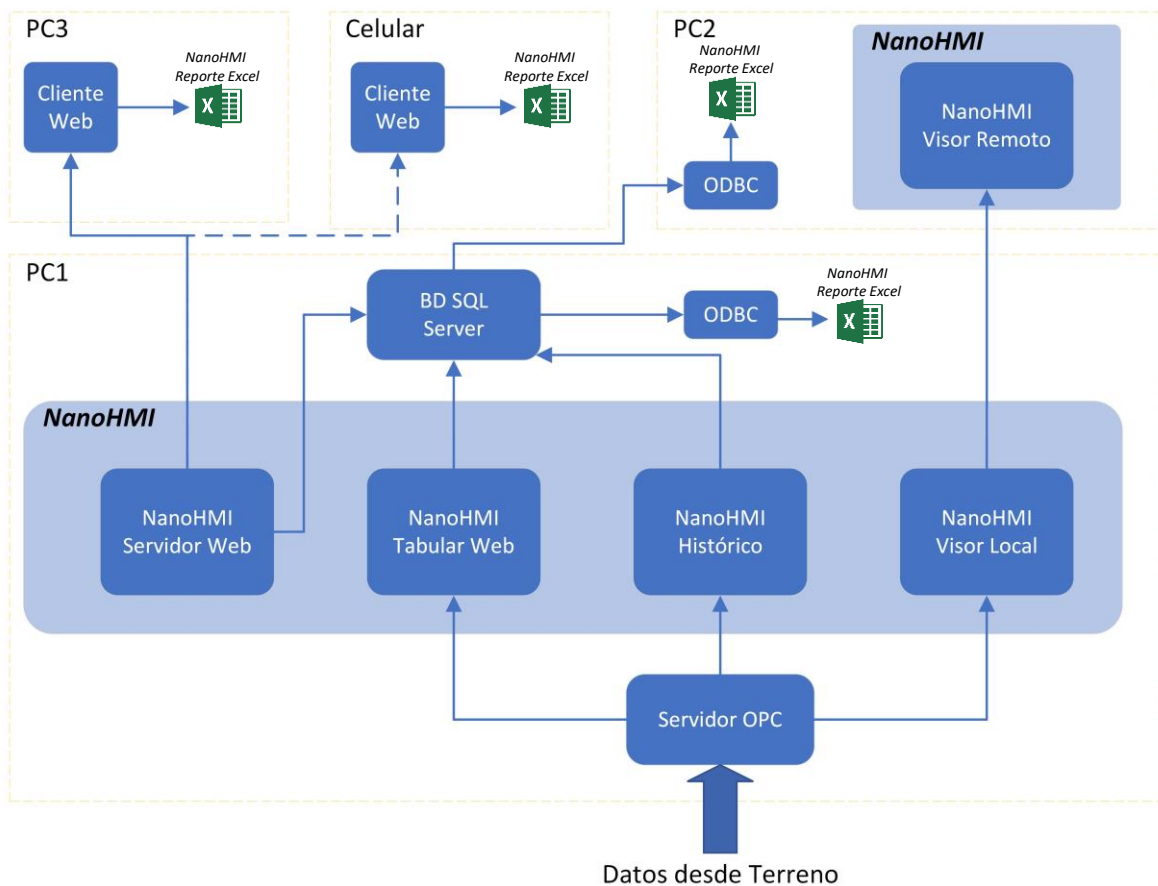 PC3
Cliente
Web
NanoHMI
Reporte Excel
X
Celular
Cliente
Web
NanoHMI
Reporte Excel
X
PC2
NanoHMI
Reporte Excel
X
ODBC
NanoHMI
NanoHMI
Visor Remoto
PC1
BD SQL
Server
ODBC
NanoHMI
Reporte Excel
X
NanoHMI
NanoHMI
Servidor Web
NanoHMI
Tabular Web
NanoHMI
Histórico
NanoHMI
Visor Local
Servidor OPC
Datos desde Terreno